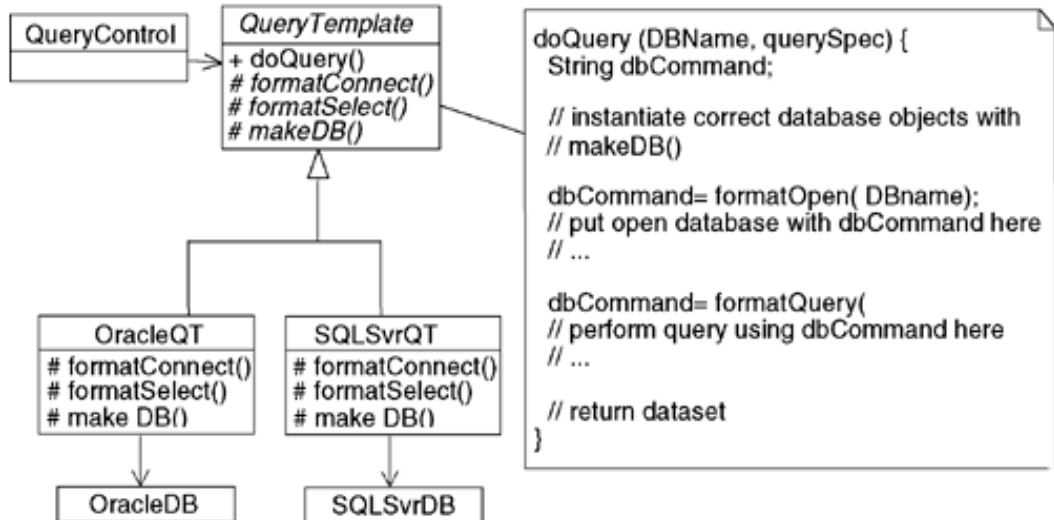 QueryControl
QueryTemplate
+ doQuery()
# formatConnect()
# formatSelect()
# makeDB()
OracleQT
# formatConnect()
# formatSelect()
# make DB()
SQLSvrQT
# formatConnect()
# formatSelect()
# make DB()
OracleDB
SQLSvrDB
doQuery (DBName, querySpec) {
String dbCommand;
// instantiate correct database objects with
// makeDB()
dbCommand= formatOpen( DBname);
// put open database with dbCommand here
// ...
dbCommand= formatQuery(
// perform query using dbCommand here
// ...
// return dataset
}